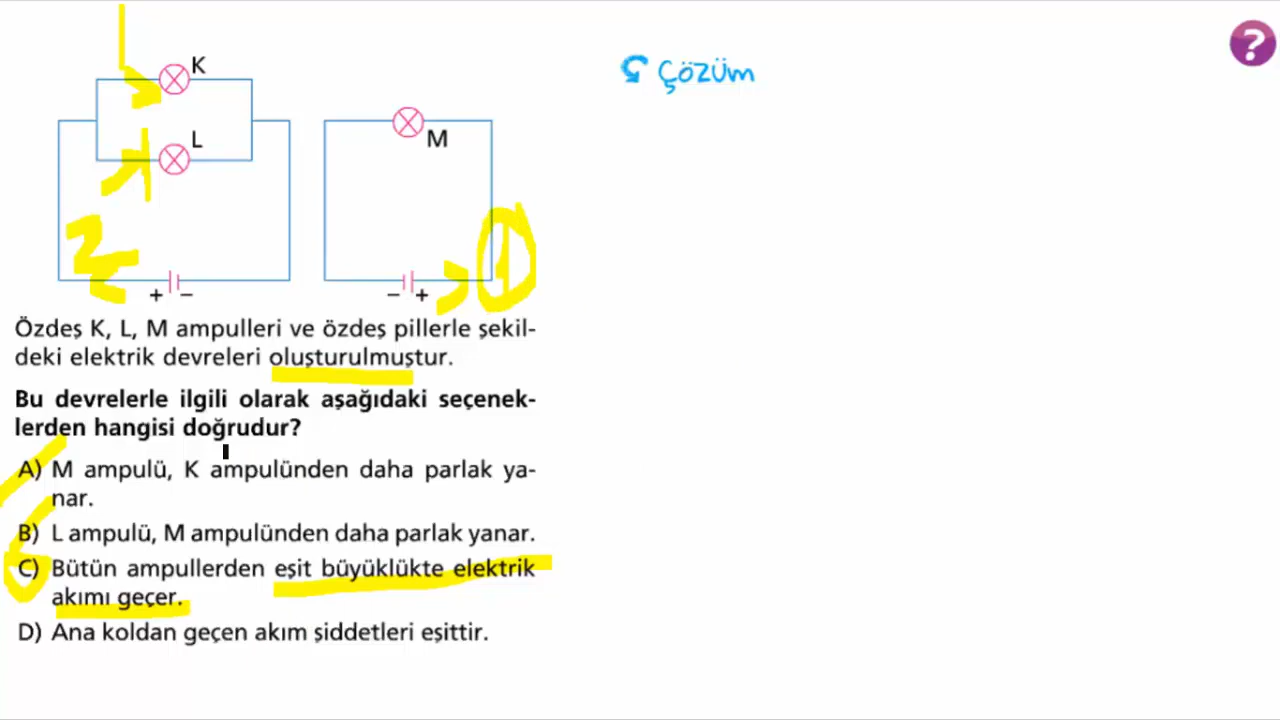 K
L
M
+ -
- +
2i
i
i
1
?
Çözüm
Özdeş K, L, M ampulleri ve özdeş pillerle şekil-
deki elektrik devreleri oluşturulmuştur.
Bu devrelerle ilgili olarak aşağıdaki seçenek-
lerden hangisi doğrudur?
A) M ampulü, K ampulünden daha parlak ya-
nar.
B) L ampulü, M ampulünden daha parlak yanar.
C) Bütün ampullerden eşit büyüklükte elektrik
akımı geçer.
D) Ana koldan geçen akım şiddetleri eşittir.